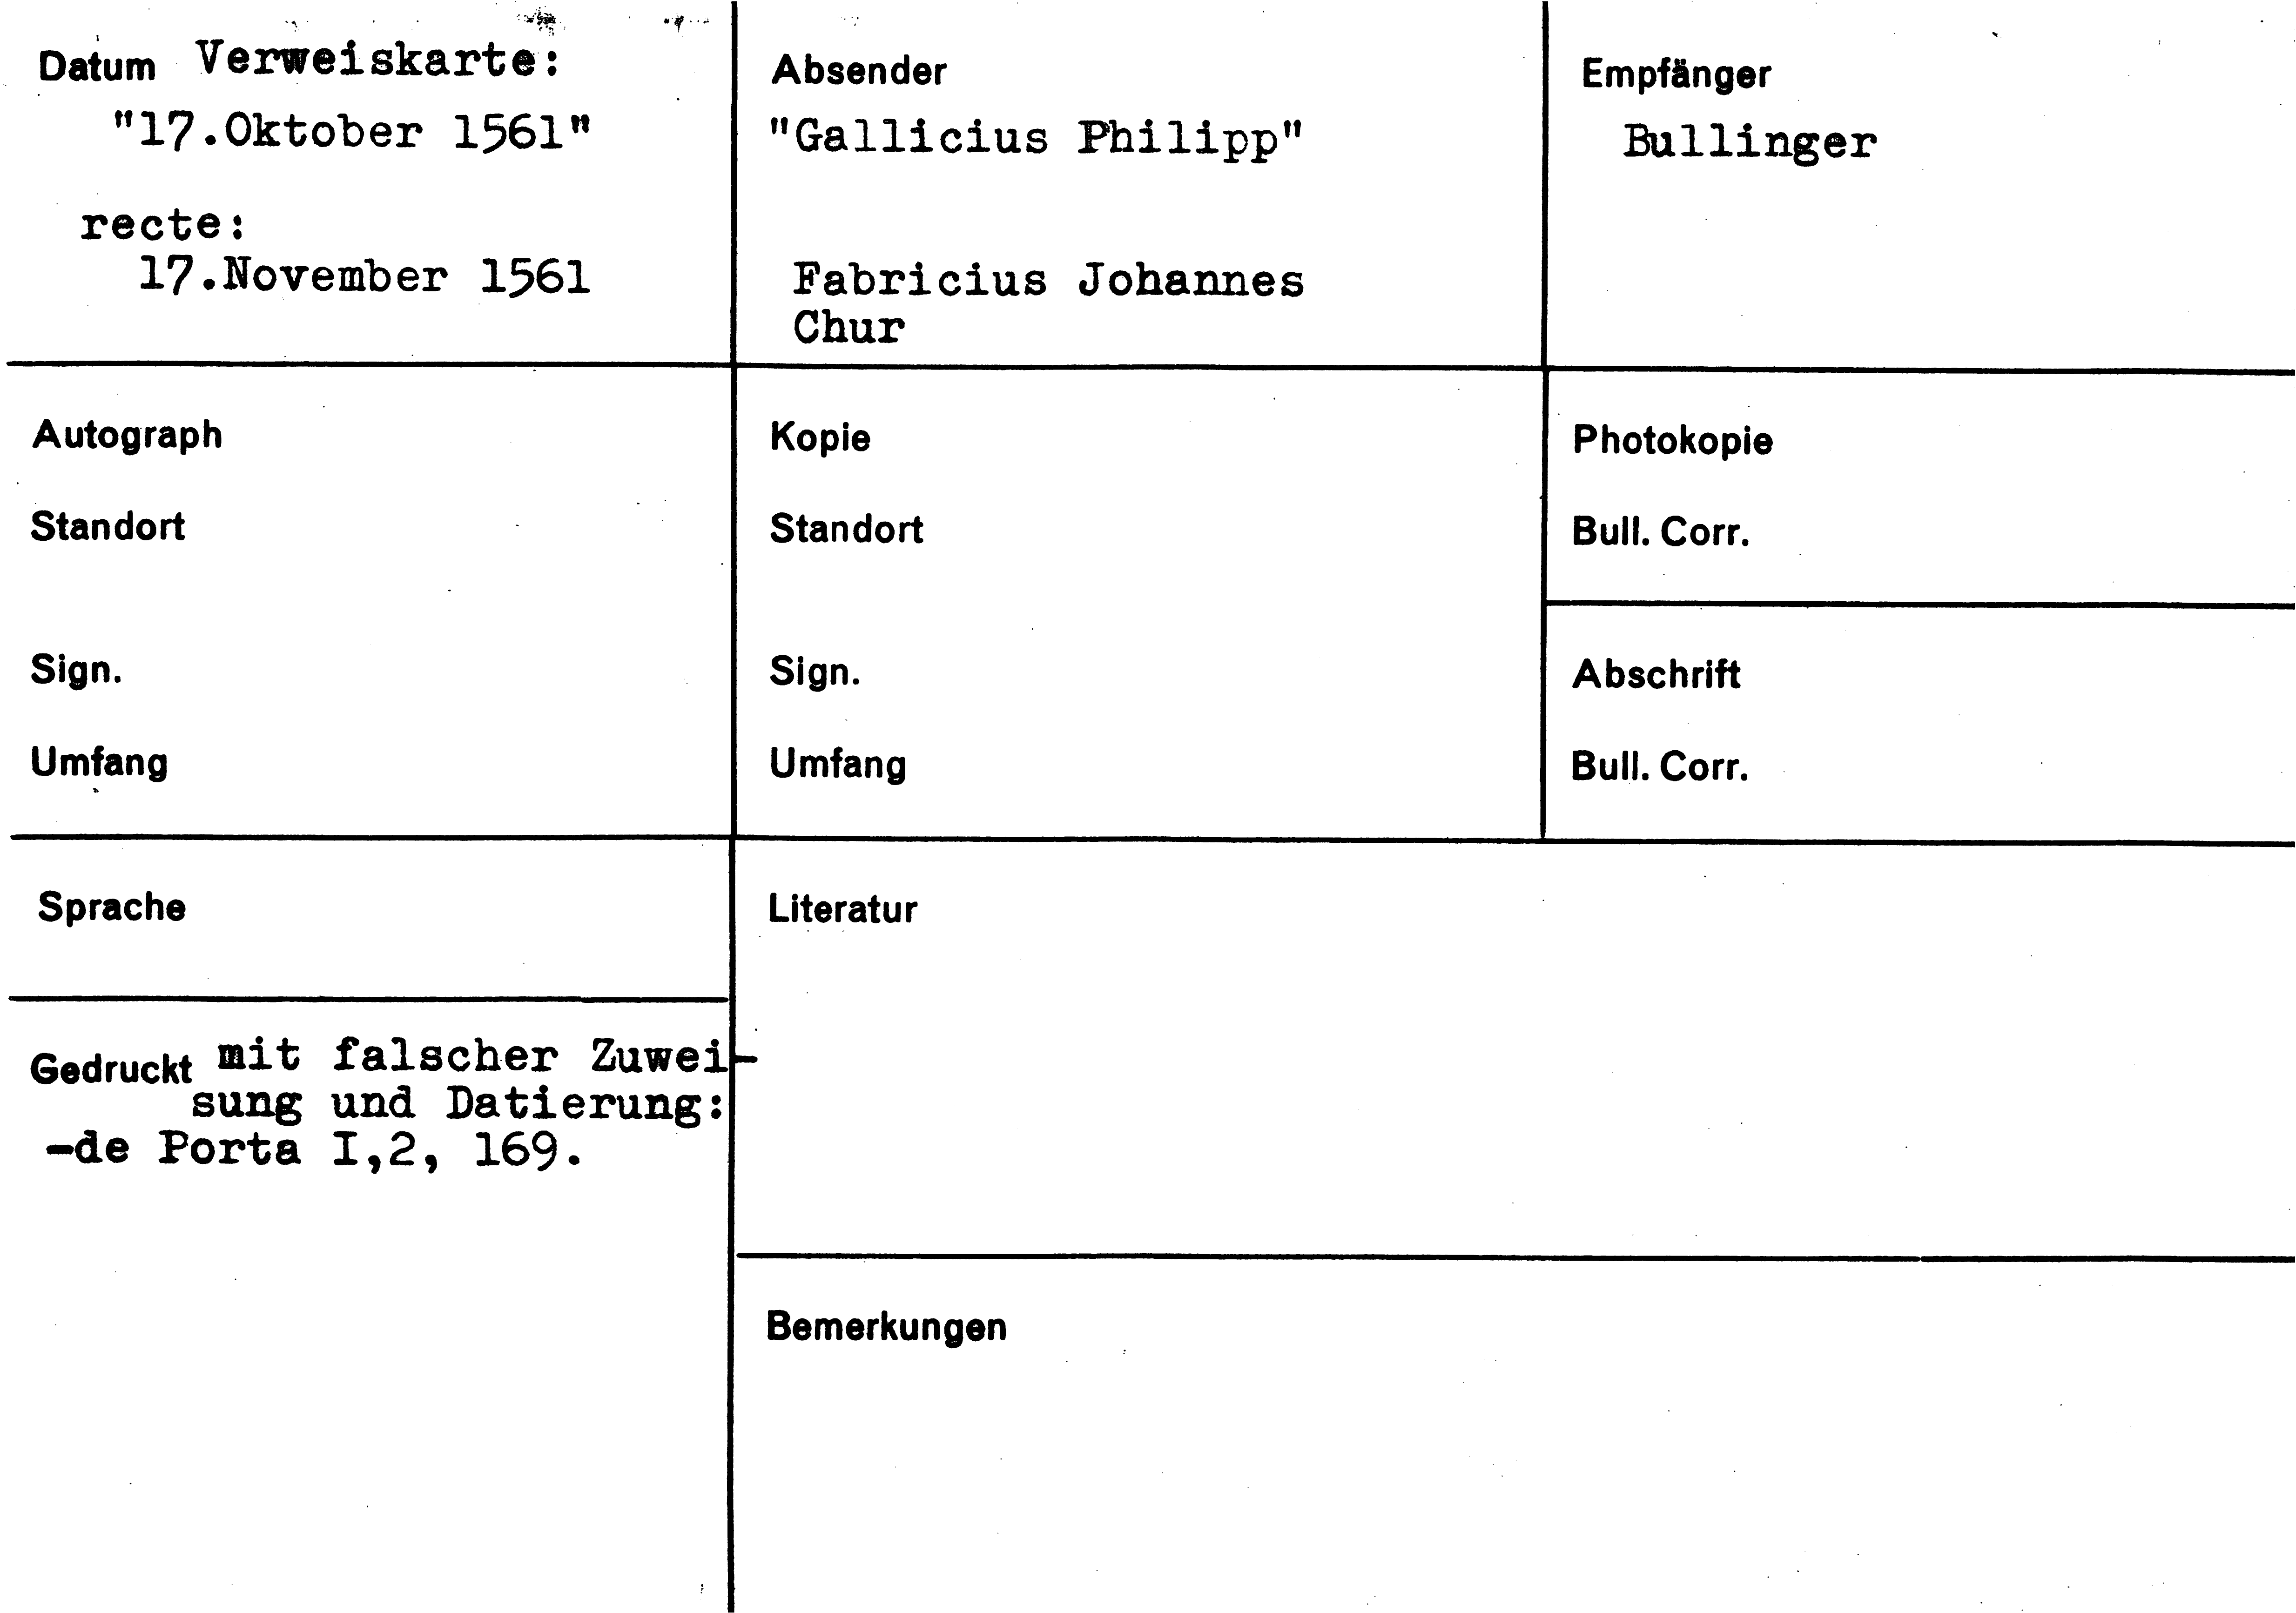 Datum Verweiskarte:
"17.Oktober 1561"
recte:
17.November 1561
Absender
"Gallicius Philipp"
Fabricius Johannes
Chur
Empfänger
Bullinger
Autograph
Standort
Sign.
Umfang
Kopie
Standort
Sign.
Umfang
Photokopie
Bull. Corr.
Abschrift
Bull. Corr.
Sprache
Gedruckt mit falscher Zuwei-
sung und Datierung:
-de Porta I,2, 169.
Literatur
Bemerkungen